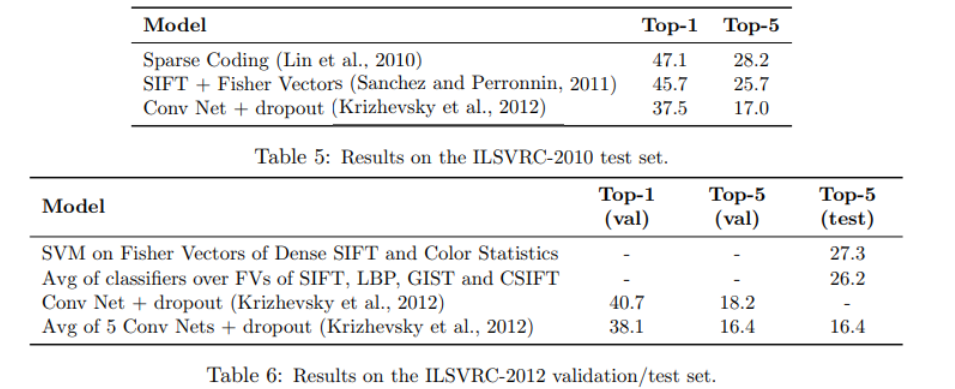 Model Top-1 Top-5
Sparse Coding (Lin et al., 2010) 47.1 28.2
SIFT + Fisher Vectors (Sanchez and Perronnin, 2011) 45.7 25.7
Conv Net + dropout (Krizhevsky et al., 2012) 37.5 17.0
Table 5: Results on the ILSVRC-2010 test set.
Model Top-1 (val) Top-5 (val) Top-5 (test)
SVM on Fisher Vectors of Dense SIFT and Color Statistics - - 27.3
Avg of classifiers over FVs of SIFT, LBP, GIST and CSIFT - - 26.2
Conv Net + dropout (Krizhevsky et al., 2012) 40.7 18.2 -
Avg of 5 Conv Nets + dropout (Krizhevsky et al., 2012) 38.1 16.4 16.4
Table 6: Results on the ILSVRC-2012 validation/test set.